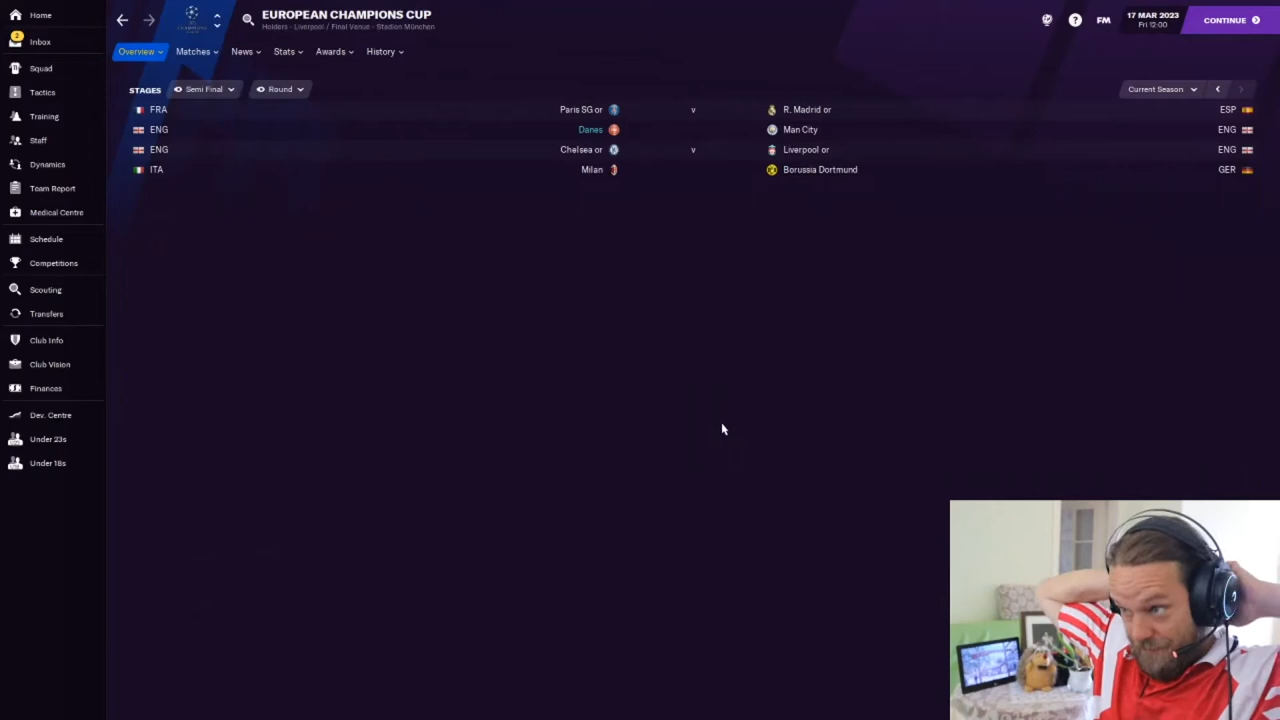 Home
2
Inbox
Squad
Tactics
Training
Staff
Dynamics
Team Report
Medical Centre
Schedule
Competitions
Scouting
Transfers
Club Info
Club Vision
Finances
Dev. Centre
Under 23s
Under 18s
EUROPEAN CHAMPIONS CUP
Holders - Liverpool / Final Venue - Stadion München
? FM 17 MAR 2023
Fri 12:00
CONTINUE
Overview Matches News Stats Awards History
STAGES Semi Final Round Current Season
FRA Paris SG or v R. Madrid or ESP
ENG Danes Man City ENG
ENG Chelsea or v Liverpool or ENG
ITA Milan Borussia Dortmund GER